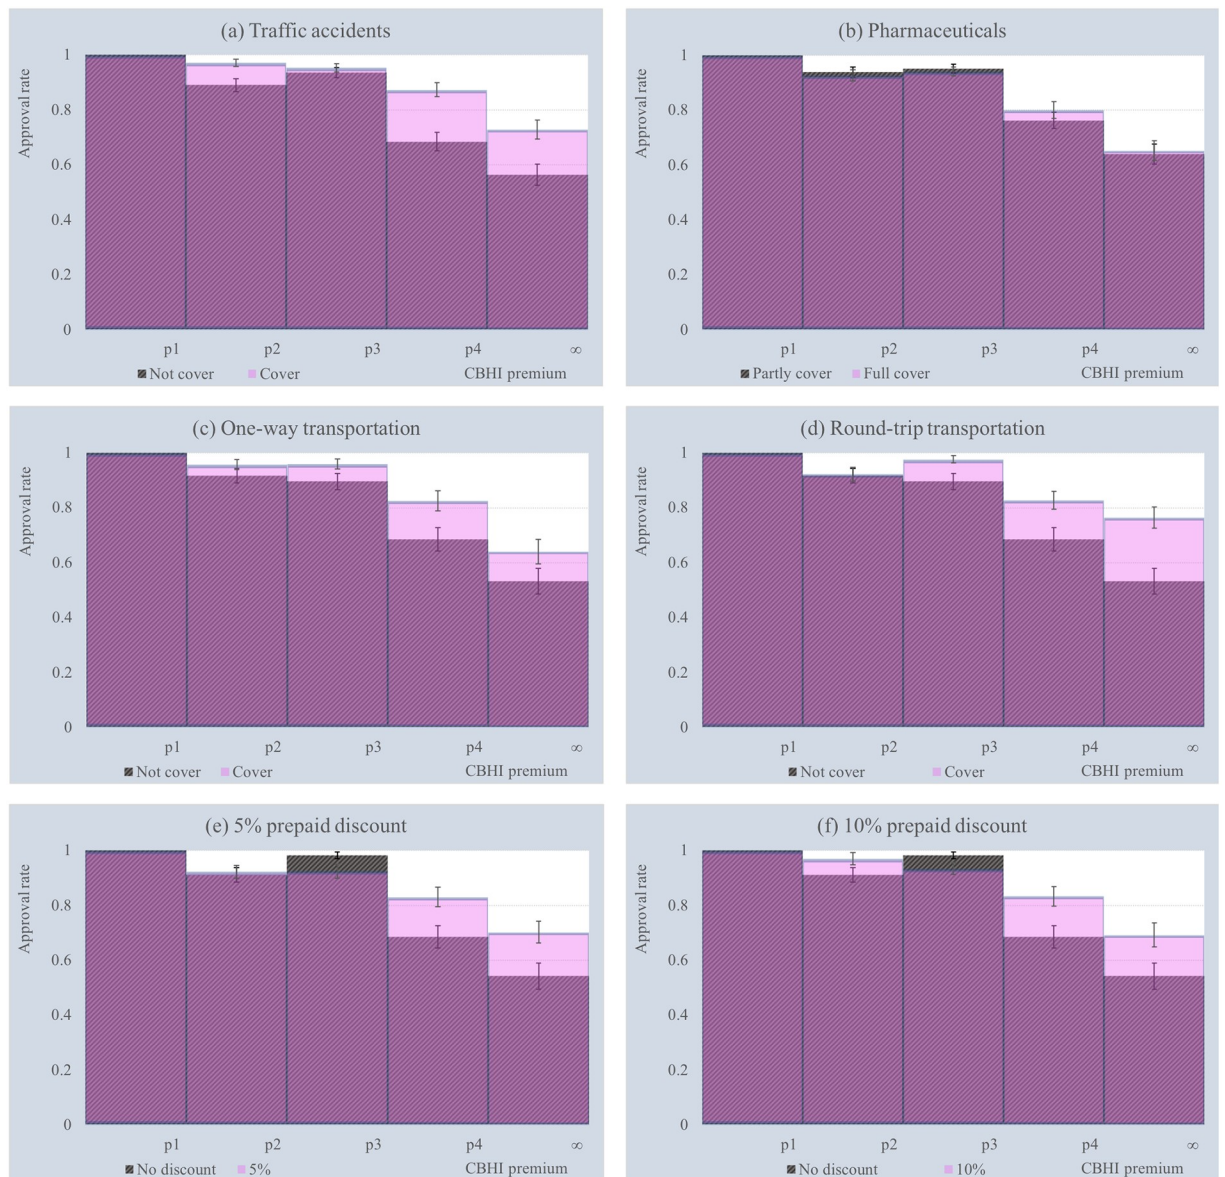 (a) Traffic accidents
Approval rate
1
0.8
0.6
0.4
0.2
0
p1 p2 p3 p4 ∞
Not cover Cover CBHI premium
(b) Pharmaceuticals
Approval rate
1
0.8
0.6
0.4
0.2
0
p1 p2 p3 p4 ∞
Partly cover Full cover CBHI premium
(c) One-way transportation
Approval rate
1
0.8
0.6
0.4
0.2
0
p1 p2 p3 p4 ∞
Not cover Cover CBHI premium
(d) Round-trip transportation
Approval rate
1
0.8
0.6
0.4
0.2
0
p1 p2 p3 p4 ∞
Not cover Cover CBHI premium
(e) 5% prepaid discount
Approval rate
1
0.8
0.6
0.4
0.2
0
p1 p2 p3 p4 ∞
No discount 5% CBHI premium
(f) 10% prepaid discount
Approval rate
1
0.8
0.6
0.4
0.2
0
p1 p2 p3 p4 ∞
No discount 10% CBHI premium